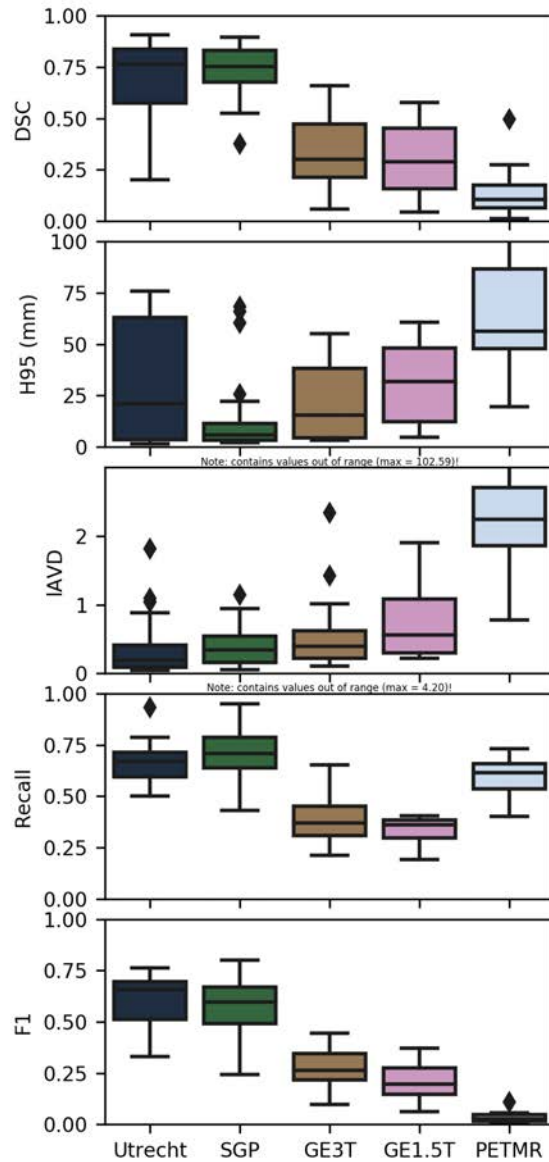 1.00
0.75
0.50
0.25
0.00
DSC
100
75
50
25
0
H95 (mm)
Note: contains values out of range (max = 102.59)!
2
1
0
lAVD
Note: contains values out of range (max = 4.20)!
1.00
0.75
0.50
0.25
0.00
Recall
1.00
0.75
0.50
0.25
0.00
F1
Utrecht SGP GE3T GE1.5T PETMR